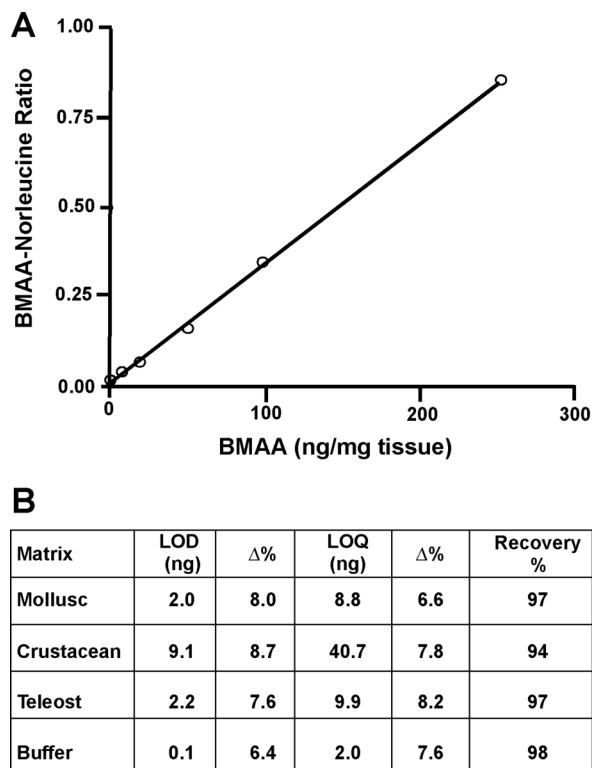 A
1.00
0.75
0.50
0.25
0.00
BMAA-Norleucine Ratio
0 100 200 300
BMAA (ng/mg tissue)
B
Matrix LOD (ng) Δ% LOQ (ng) Δ% Recovery %
Mollusc 2.0 8.0 8.8 6.6 97
Crustacean 9.1 8.7 40.7 7.8 94
Teleost 2.2 7.6 9.9 8.2 97
Buffer 0.1 6.4 2.0 7.6 98